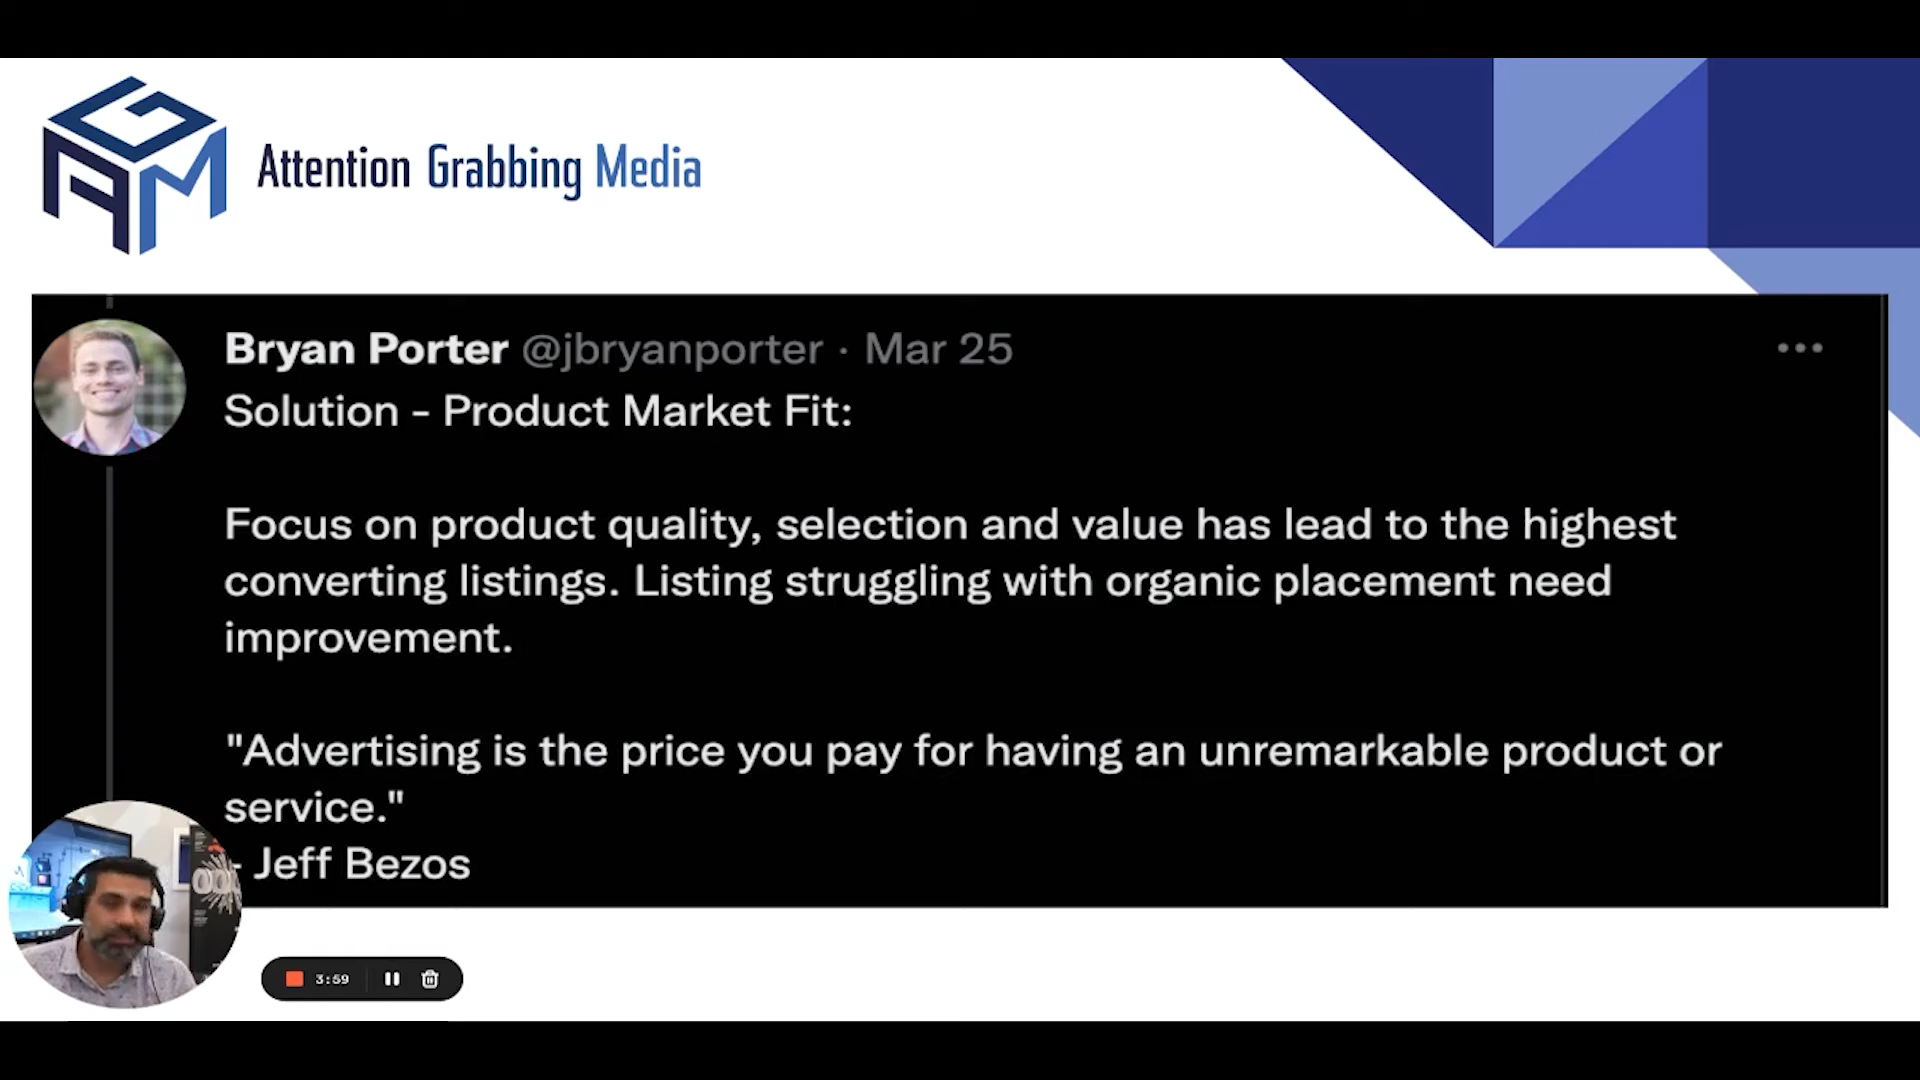 Attention Grabbing Media
Bryan Porter @jbryanporter · Mar 25
Solution - Product Market Fit:
Focus on product quality, selection and value has lead to the highest
converting listings. Listing struggling with organic placement need
improvement.
"Advertising is the price you pay for having an unremarkable product or
service."
- Jeff Bezos
3:59